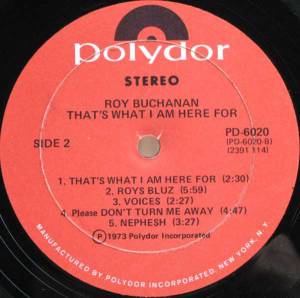 polydor
STEREO
ROY BUCHANAN
THAT'S WHAT I AM HERE FOR
SIDE 2
PD-6020
(PD-6020-B)
(2391 114)
1. THAT'S WHAT I AM HERE FOR (2:30)
2. ROYS BLUZ (5:59)
3. VOICES (2:27)
4. Please DON'T TURN ME AWAY (4:47)
5. NEPHESH (3:27)
Ⓟ 1973 Polydor Incorporated
MANUFACTURED BY POLYDOR INCORPORATED, NEW YORK, N.Y.